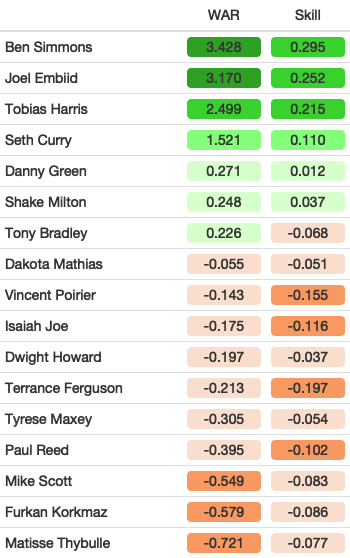 WAR Skill
Ben Simmons 3.428 0.295
Joel Embiid 3.170 0.252
Tobias Harris 2.499 0.215
Seth Curry 1.521 0.110
Danny Green 0.271 0.012
Shake Milton 0.248 0.037
Tony Bradley 0.226 -0.068
Dakota Mathias -0.055 -0.051
Vincent Poirier -0.143 -0.155
Isaiah Joe -0.175 -0.116
Dwight Howard -0.197 -0.037
Terrance Ferguson -0.213 -0.197
Tyrese Maxey -0.305 -0.054
Paul Reed -0.395 -0.102
Mike Scott -0.549 -0.083
Furkan Korkmaz -0.579 -0.086
Matisse Thybulle -0.721 -0.077